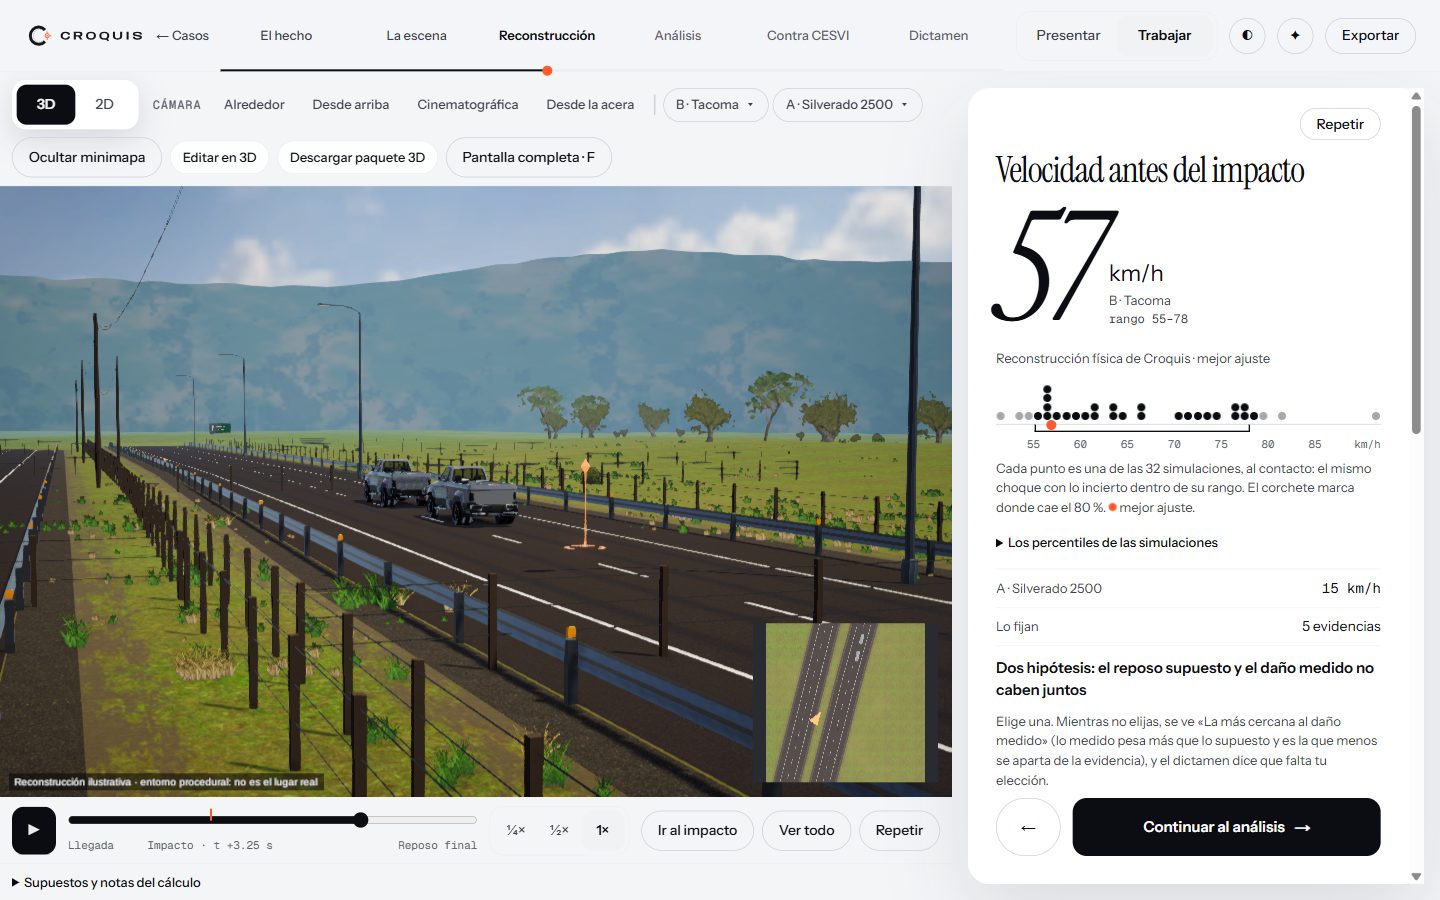 CROQUIS
← Casos
El hecho
La escena
Reconstrucción
Análisis
Contra CESVI
Dictamen
Presentar
Trabajar
Exportar
3D
2D
CÁMARA
Alrededor
Desde arriba
Cinematográfica
Desde la acera
B · Tacoma
A · Silverado 2500
Ocultar minimapa
Editar en 3D
Descargar paquete 3D
Pantalla completa · F
Reconstrucción ilustrativa · entorno procedural: no es el lugar real
Llegada
Impacto · t +3.25 s
Reposo final
¼×
½×
1×
Ir al impacto
Ver todo
Repetir
Supuestos y notas del cálculo
Repetir
Velocidad antes del impacto
57
km/h
B · Tacoma
rango 55–78
Reconstrucción física de Croquis · mejor ajuste
55 60 65 70 75 80 85 km/h
Cada punto es una de las 32 simulaciones, al contacto: el mismo
choque con lo incierto dentro de su rango. El corchete marca
donde cae el 80 %. mejor ajuste.
Los percentiles de las simulaciones
A · Silverado 2500 15 km/h
Lo fijan 5 evidencias
Dos hipótesis: el reposo supuesto y el daño medido no
caben juntos
Elige una. Mientras no elijas, se ve «La más cercana al daño
medido» (lo medido pesa más que lo supuesto y es la que menos
se aparta de la evidencia), y el dictamen dice que falta tu
elección.
←
Continuar al análisis →